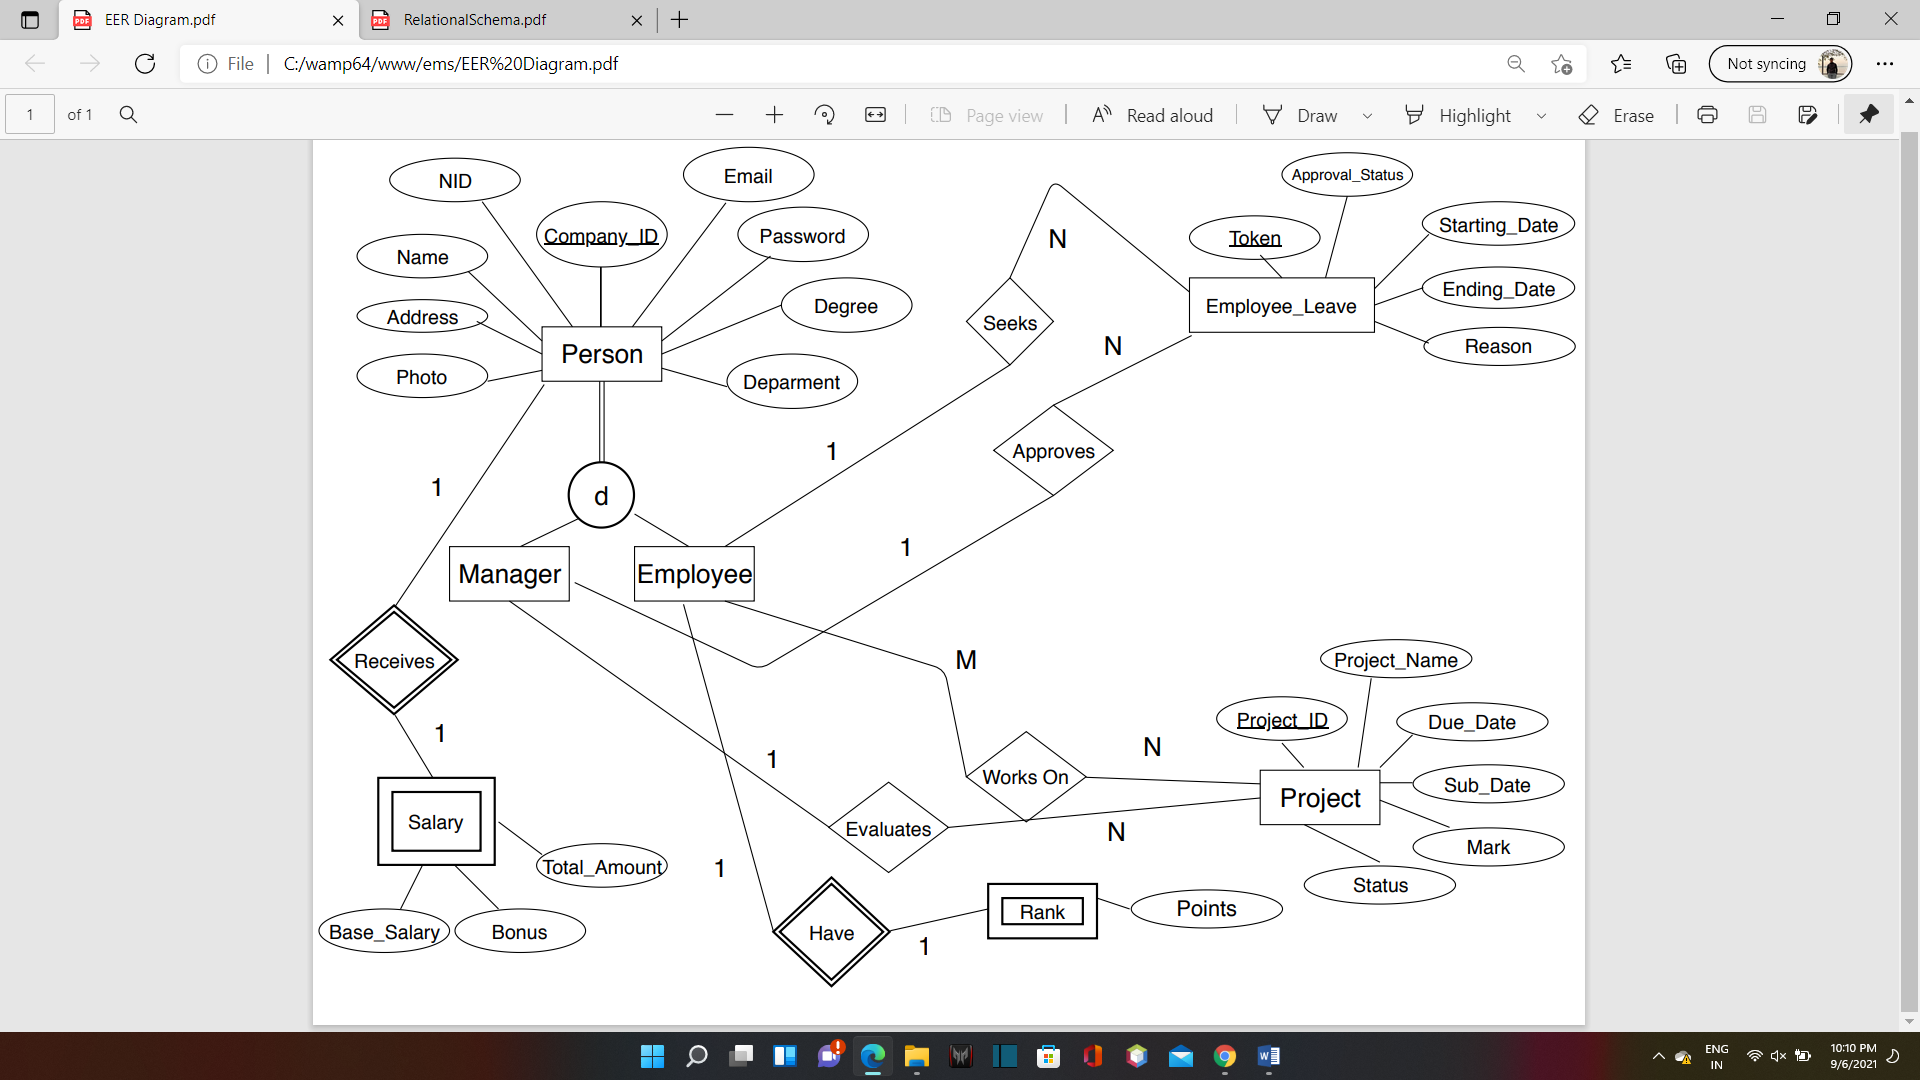 EER Diagram.pdf
RelationalSchema.pdf
File
C:/wamp64/www/ems/EER%20Diagram.pdf
Not syncing
1
of 1
Page view
Read aloud
Draw
Highlight
Erase
NID
Email
Approval_Status
Company_ID
Password
N
Token
Starting_Date
Name
Degree
Employee_Leave
Ending_Date
Address
Seeks
Person
N
Reason
Photo
Deparment
1
Approves
1
d
1
Manager
Employee
Receives
M
Project_Name
1
Project_ID
Due_Date
1
N
Works On
Project
Sub_Date
Salary
Evaluates
N
Mark
Total_Amount
1
Status
Rank
Points
Base_Salary
Bonus
Have
1
ENG
IN
10:10 PM
9/6/2021